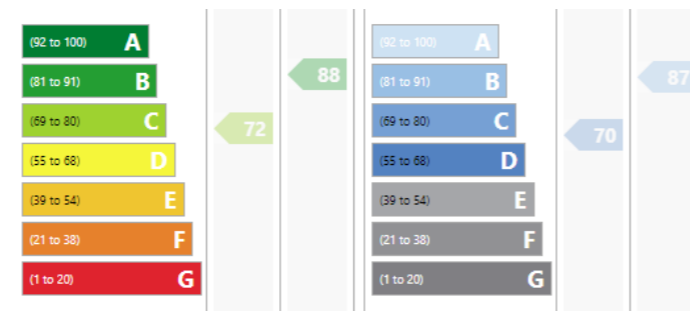 (92 to 100) A
(81 to 91) B
88
(69 to 80) C
72
(55 to 68) D
(39 to 54) E
(21 to 38) F
(1 to 20) G
(92 to 100) A
(81 to 91) B
87
(69 to 80) C
70
(55 to 68) D
(39 to 54) E
(21 to 38) F
(1 to 20) G